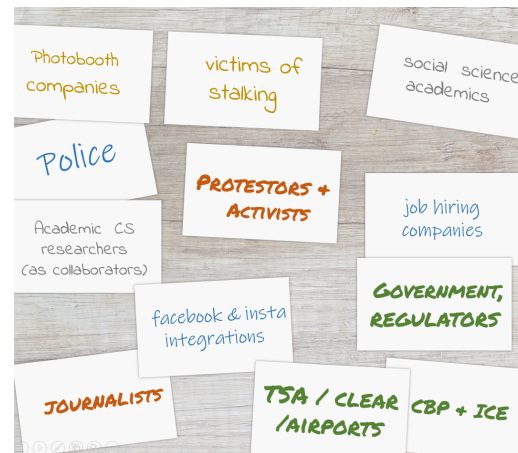 Photobooth
companies
victims of
stalking
social science
academics
Police
PROTESTORS +
ACTIVISTS
job hiring
companies
Academic CS
researchers
(as collaborators)
GOVERNMENT,
REGULATORS
facebook & insta
integrations
JOURNALISTS
TSA / CLEAR
/AIRPORTS
CBP + ICE